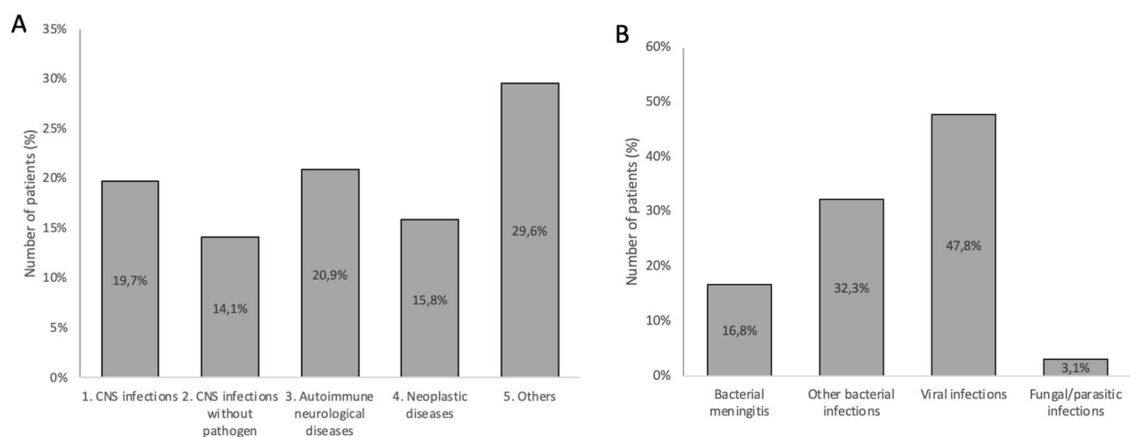 A
Number of patients (%)
35%
30%
25%
20%
15%
10%
5%
0%
19,7%
14,1%
20,9%
15,8%
29,6%
1. CNS infections
2. CNS infections
without
pathogen
3. Autoimmune
neurological
diseases
4. Neoplastic
diseases
5. Others
B
Number of patients (%)
60%
50%
40%
30%
20%
10%
0%
16,8%
32,3%
47,8%
3,1%
Bacterial
meningitis
Other bacterial
infections
Viral infections
Fungal/parasitic
infections